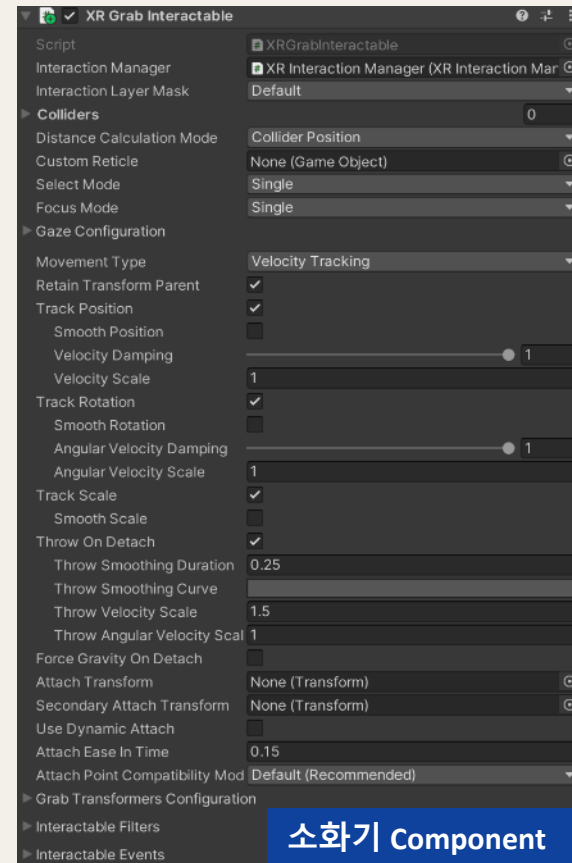 XR Grab Interactable
Script XRGrabInteractable
Interaction Manager XR Interaction Manager (XR Interaction Mar
Interaction Layer Mask Default
Colliders 0
Distance Calculation Mode Collider Position
Custom Reticle None (Game Object)
Select Mode Single
Focus Mode Single
Gaze Configuration
Movement Type Velocity Tracking
Retain Transform Parent
Track Position
Smooth Position
Velocity Damping 1
Velocity Scale 1
Track Rotation
Smooth Rotation
Angular Velocity Damping 1
Angular Velocity Scale 1
Track Scale
Smooth Scale
Throw On Detach
Throw Smoothing Duration 0.25
Throw Smoothing Curve
Throw Velocity Scale 1.5
Throw Angular Velocity Scal 1
Force Gravity On Detach
Attach Transform None (Transform)
Secondary Attach Transform None (Transform)
Use Dynamic Attach
Attach Ease In Time 0.15
Attach Point Compatibility Mod Default (Recommended)
Grab Transformers Configuration
Interactable Filters
Interactable Events
소화기 Component